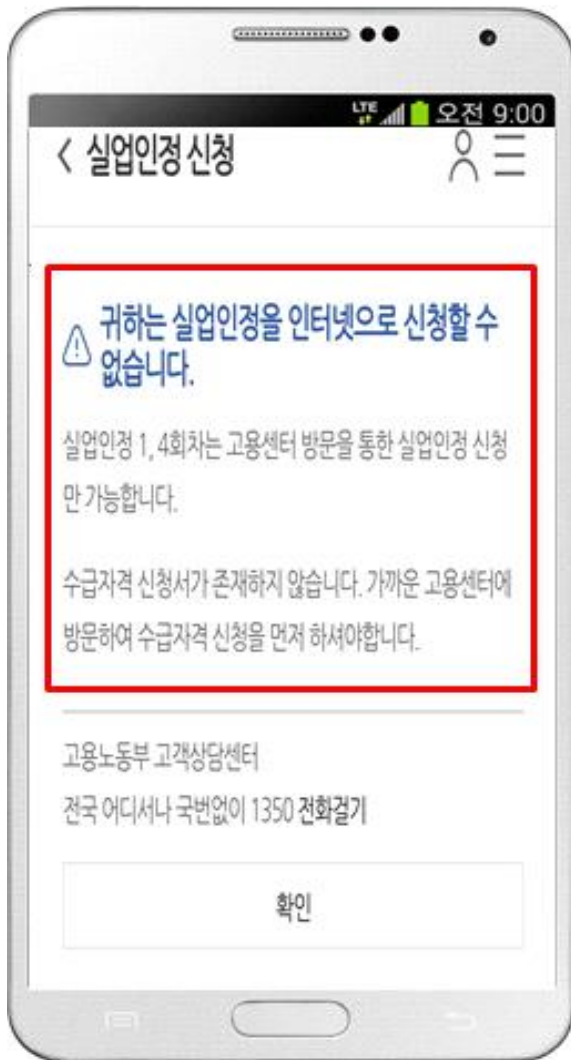 LTE 오전 9:00
실업인정 신청
귀하는 실업인정을 인터넷으로 신청할 수
없습니다.
실업인정 1, 4회차는 고용센터 방문을 통한 실업인정 신청
만 가능합니다.
수급자격 신청서가 존재하지 않습니다. 가까운 고용센터에
방문하여 수급자격 신청을 먼저 하셔야합니다.
고용노동부 고객상담센터
전국 어디서나 국번없이 1350 전화걸기
확인